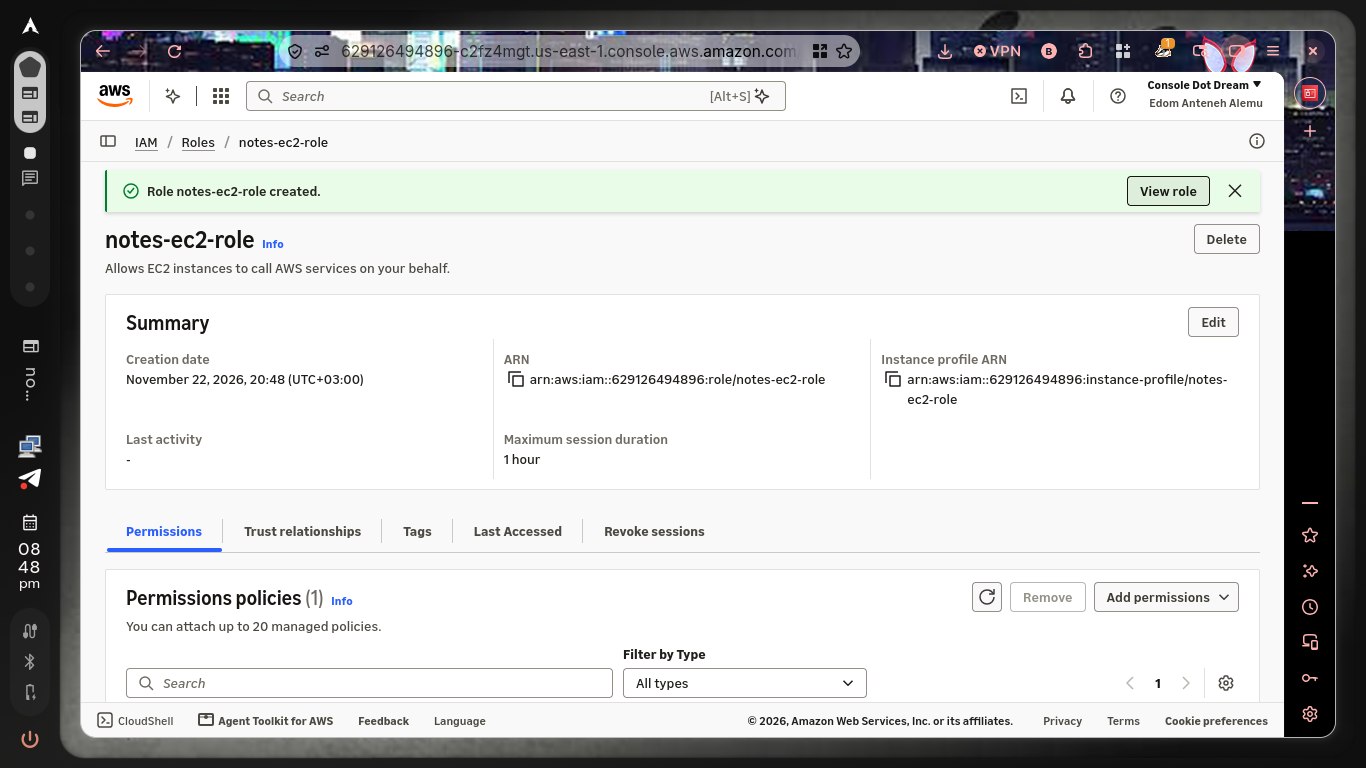 629126494896-c2fz4mgt.us-east-1.console.aws.amazon.com
VPN
B
1
aws
Search
[Alt+S]
Console Dot Dream
Edom Anteneh Alemu
IAM / Roles / notes-ec2-role
Role notes-ec2-role created.
View role
notes-ec2-role Info
Delete
Allows EC2 instances to call AWS services on your behalf.
Summary
Edit
Creation date
November 22, 2026, 20:48 (UTC+03:00)
ARN
arn:aws:iam::629126494896:role/notes-ec2-role
Instance profile ARN
arn:aws:iam::629126494896:instance-profile/notes-
ec2-role
Last activity
-
Maximum session duration
1 hour
Permissions
Trust relationships
Tags
Last Accessed
Revoke sessions
Permissions policies (1) Info
Remove
Add permissions
You can attach up to 20 managed policies.
Filter by Type
Search
All types
1
CloudShell
Agent Toolkit for AWS
Feedback
Language
© 2026, Amazon Web Services, Inc. or its affiliates.
Privacy
Terms
Cookie preferences
no...
08
48
pm